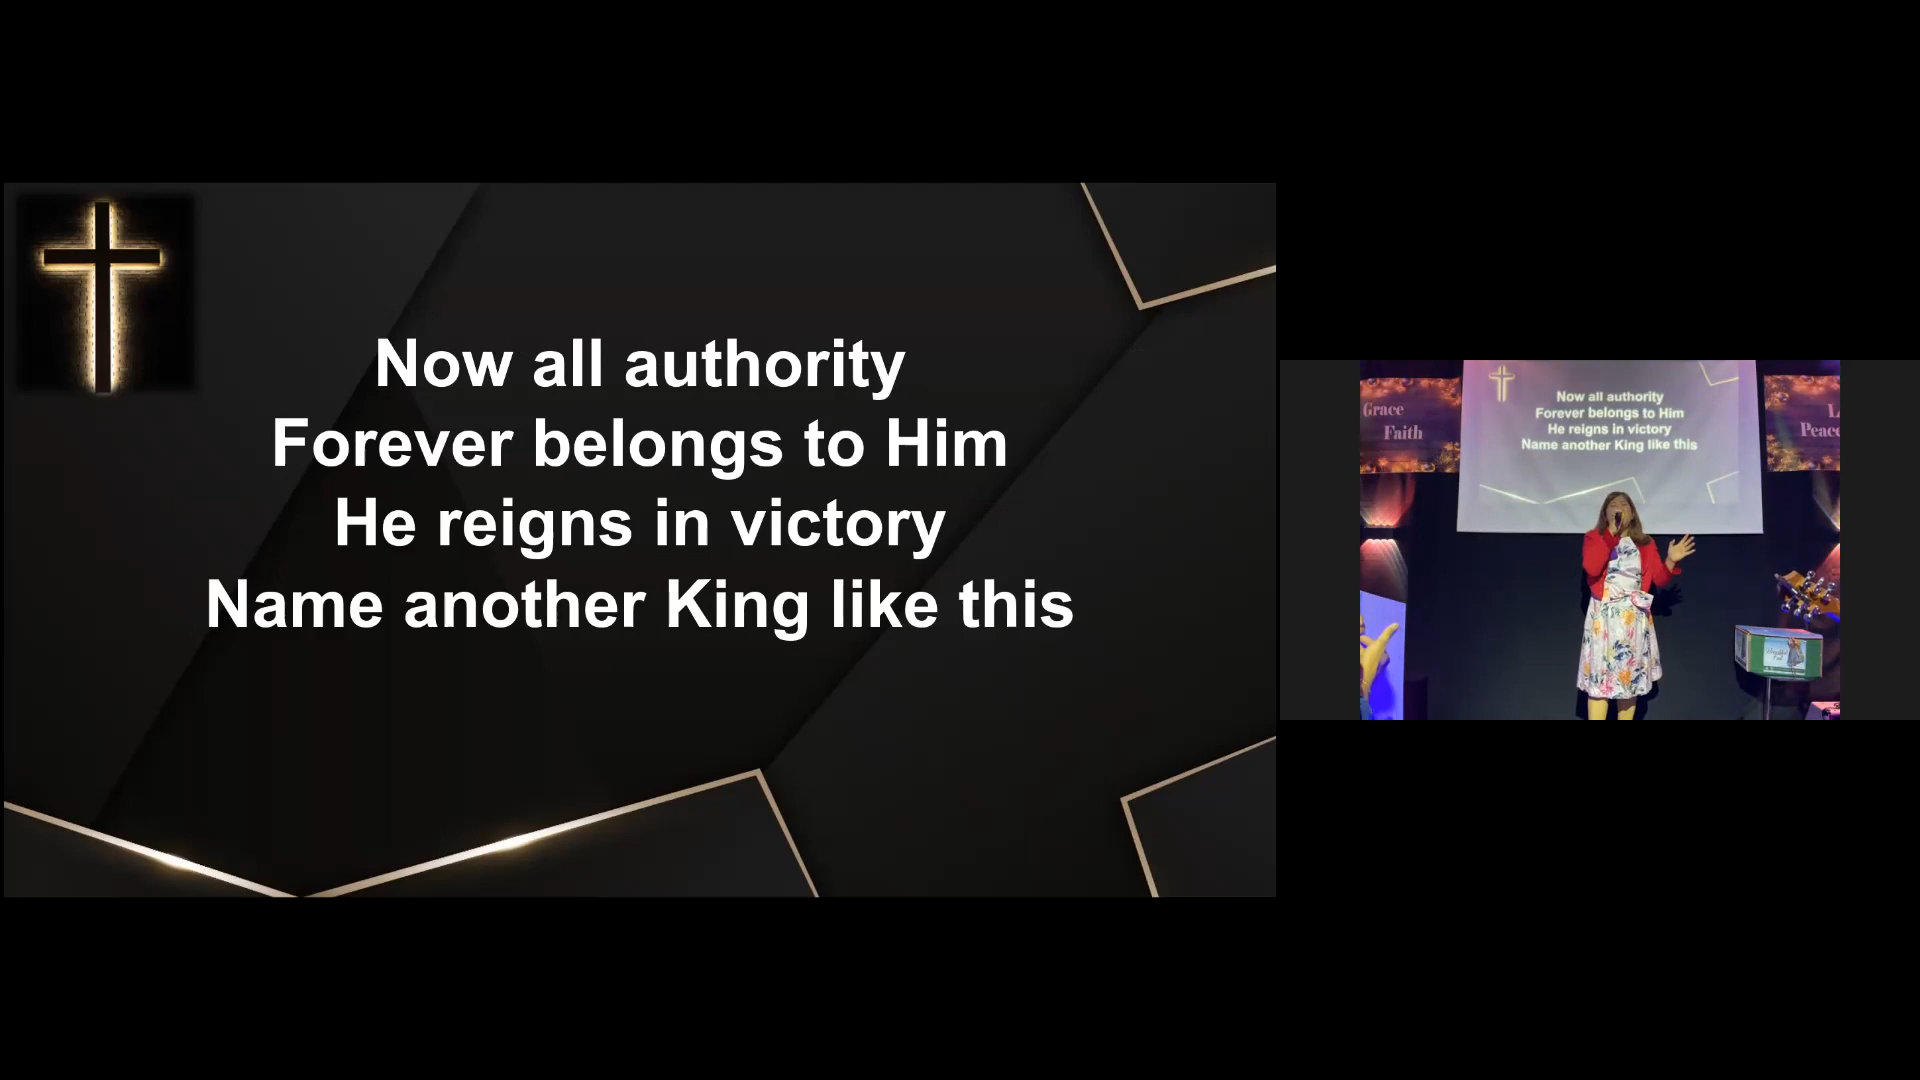 Now all authority
Forever belongs to Him
He reigns in victory
Name another King like this
Now all authority
Forever belongs to Him
He reigns in victory
Name another King like this
Grace
Faith
Peace